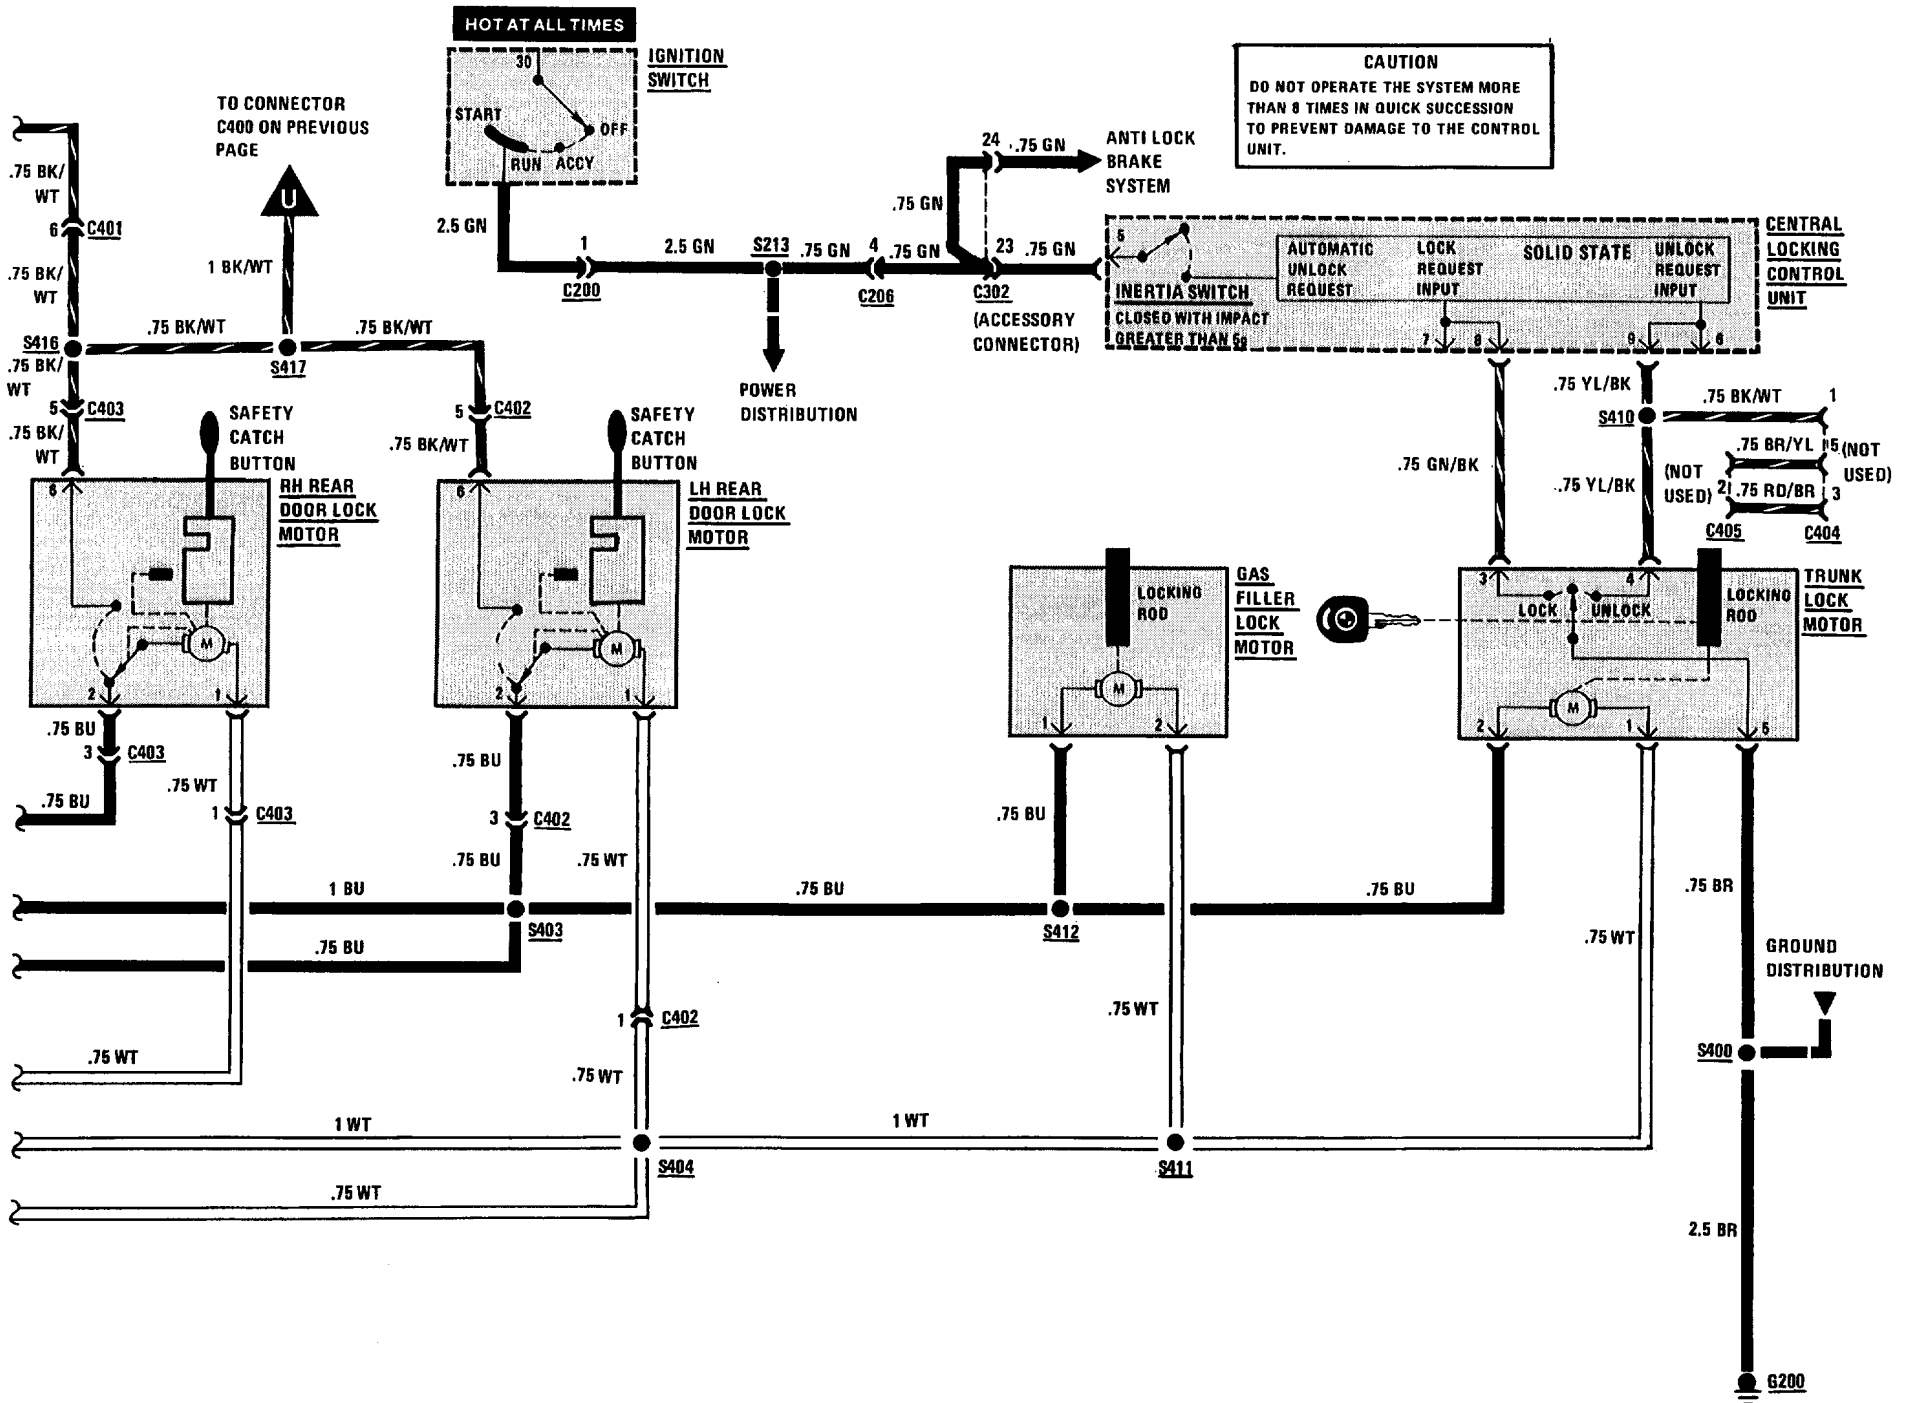 HOT AT ALL TIMES
30
IGNITION
SWITCH
START
OFF
RUN
ACCY
CAUTION
DO NOT OPERATE THE SYSTEM MORE
THAN 8 TIMES IN QUICK SUCCESSION
TO PREVENT DAMAGE TO THE CONTROL
UNIT.
TO CONNECTOR
C400 ON PREVIOUS
PAGE
U
.75 BK/
WT
6
C401
.75 BK/
WT
1 BK/WT
2.5 GN
1
C200
2.5 GN
S213
.75 GN
4
C206
.75 GN
.75 GN
24
.75 GN
ANTI LOCK
BRAKE
SYSTEM
23
.75 GN
C302
(ACCESSORY
CONNECTOR)
POWER
DISTRIBUTION
5
INERTIA SWITCH
CLOSED WITH IMPACT
GREATER THAN 5g
AUTOMATIC
UNLOCK
REQUEST
LOCK
REQUEST
INPUT
SOLID STATE
UNLOCK
REQUEST
INPUT
7
8
9
6
CENTRAL
LOCKING
CONTROL
UNIT
S416
.75 BK/WT
S417
.75 BK/WT
.75 BK/
WT
5
C403
.75 BK/
WT
SAFETY
CATCH
BUTTON
6
RH REAR
DOOR LOCK
MOTOR
M
2
1
5
C402
.75 BK/WT
SAFETY
CATCH
BUTTON
6
LH REAR
DOOR LOCK
MOTOR
M
2
1
.75 YL/BK
S410
.75 BK/WT
1
.75 GN/BK
.75 YL/BK
.75 BR/YL
5
(NOT
USED)
(NOT
USED)
2
.75 RD/BR
3
C405
C404
LOCKING
ROD
GAS
FILLER
LOCK
MOTOR
M
1
2
3
4
LOCK
UNLOCK
LOCKING
ROD
TRUNK
LOCK
MOTOR
M
2
1
5
.75 BU
3
C403
.75 BU
.75 WT
1
C403
.75 BU
3
C402
.75 BU
.75 WT
.75 BU
1 BU
S403
.75 BU
S412
.75 BU
.75 BU
.75 BR
.75 WT
GROUND
DISTRIBUTION
.75 WT
1
C402
.75 WT
.75 WT
S400
1 WT
S404
1 WT
S411
.75 WT
2.5 BR
G200